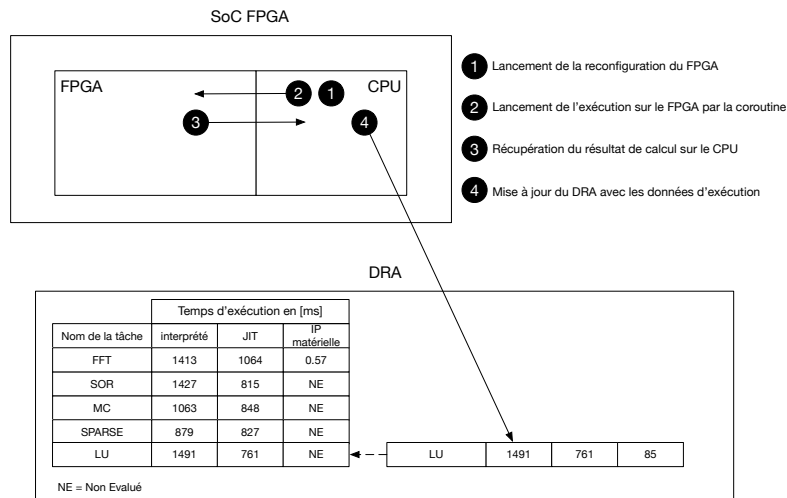 SoC FPGA
FPGA
CPU
2
1
3
4
1 Lancement de la reconfiguration du FPGA
2 Lancement de l'exécution sur le FPGA par la coroutine
3 Récupération du résultat de calcul sur le CPU
4 Mise à jour du DRA avec les données d'exécution
DRA
Temps d'exécution en [ms]
Nom de la tâche interprété JIT IP matérielle
FFT 1413 1064 0.57
SOR 1427 815 NE
MC 1063 848 NE
SPARSE 879 827 NE
LU 1491 761 NE
LU 1491 761 85
NE = Non Evalué